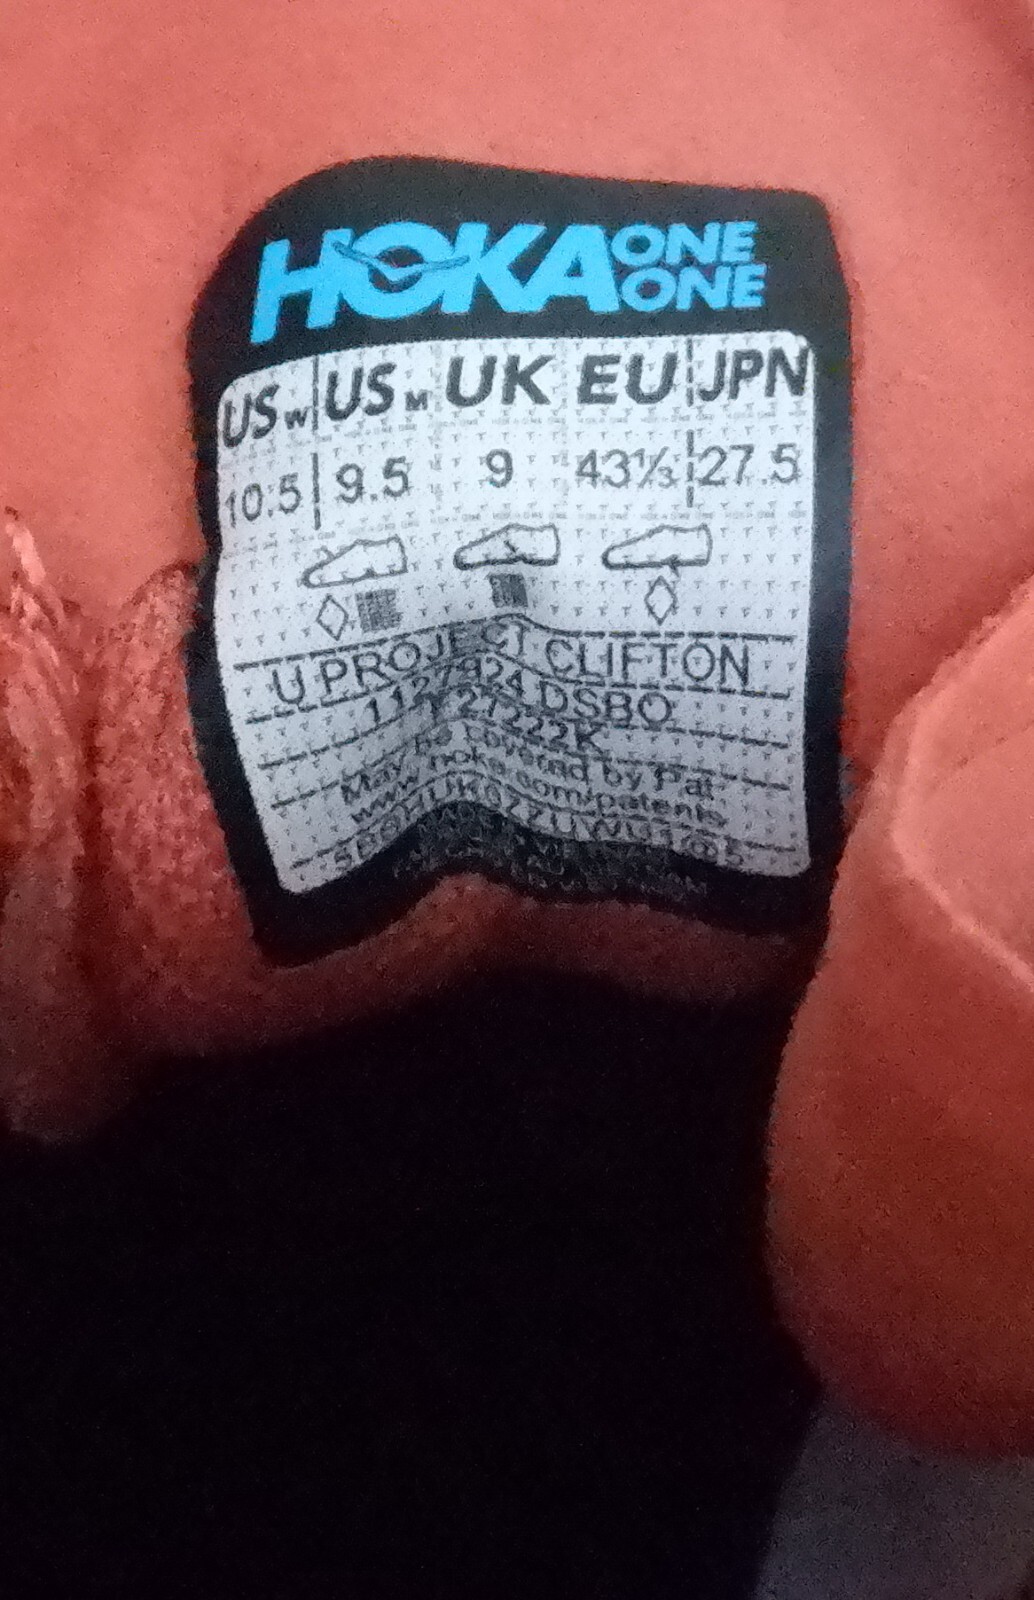 HOKA ONE ONE
US W US M UK EU JPN
10.5 9.5 9 43⅓ 27.5
U PROJECT CLIFTON
1127924 DSBO
27222K
May be covered by Pat.
www.hoka.com/patents